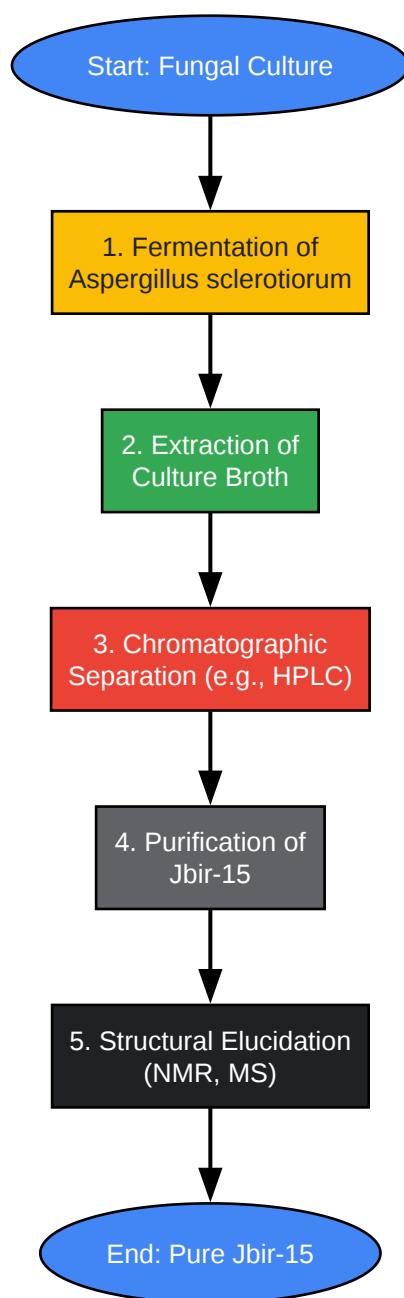 Start: Fungal Culture
1. Fermentation of
Aspergillus sclerotiorum
2. Extraction of
Culture Broth
3. Chromatographic
Separation (e.g., HPLC)
4. Purification of
Jbir-15
5. Structural Elucidation
(NMR, MS)
End: Pure Jbir-15